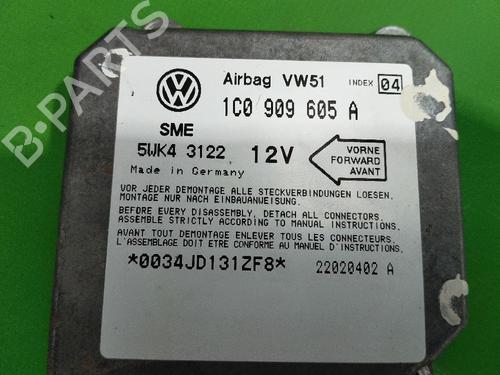 B-PARTS
Airbag VW51 INDEX 04
1C0 909 605 A
SME
5WK4 3122 12V
VORNE
FORWARD
AVANT
Made in Germany
VOR JEDER DEMONTAGE ALLE STECKVERBINDUNGEN LOESEN.
MONTAGE NUR NACH EINBAUANWEISUNG.
BEFORE EVERY DISASSEMBLY, DETACH ALL CONNECTORS.
ASSEMBLE STRICTLY ACCORDING TO MANUAL INSTRUCTIONS.
AVANT TOUT DEMONTAGE ENLEVER TOUS LES CONNECTEURS.
L'ASSEMBLAGE DOIT ETRE CONFORME AU MANUEL D'INSTRUCTIONS.
*0034JD131ZF8* 22020402 A